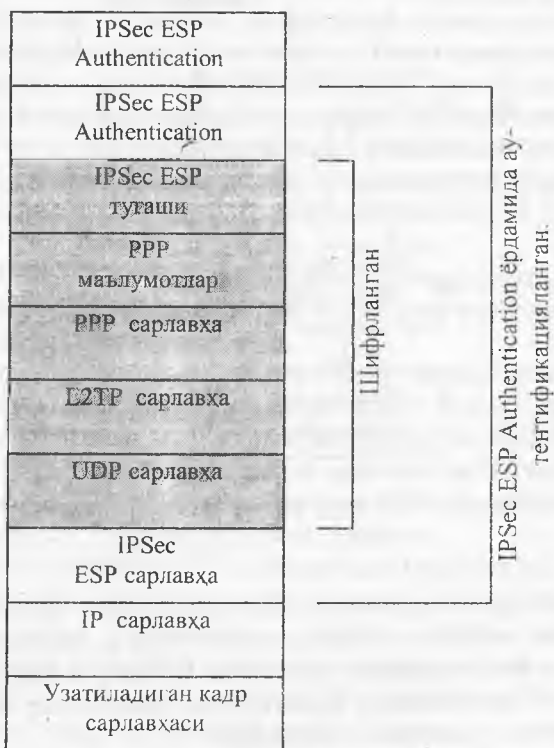 IPSec ESP
Authentication
IPSec ESP
Authentication
IPSec ESP
туташи
PPP
маълумотлар
PPP сарлавҳа
L2TP сарлавҳа
UDP сарлавҳа
IPSec
ESP сарлавҳа
IP сарлавҳа
Узатиладиган кадр
сарлавҳаси
Шифрланган
IPSec ESP Authentication ёрдамида ау-
тентификацияланган.